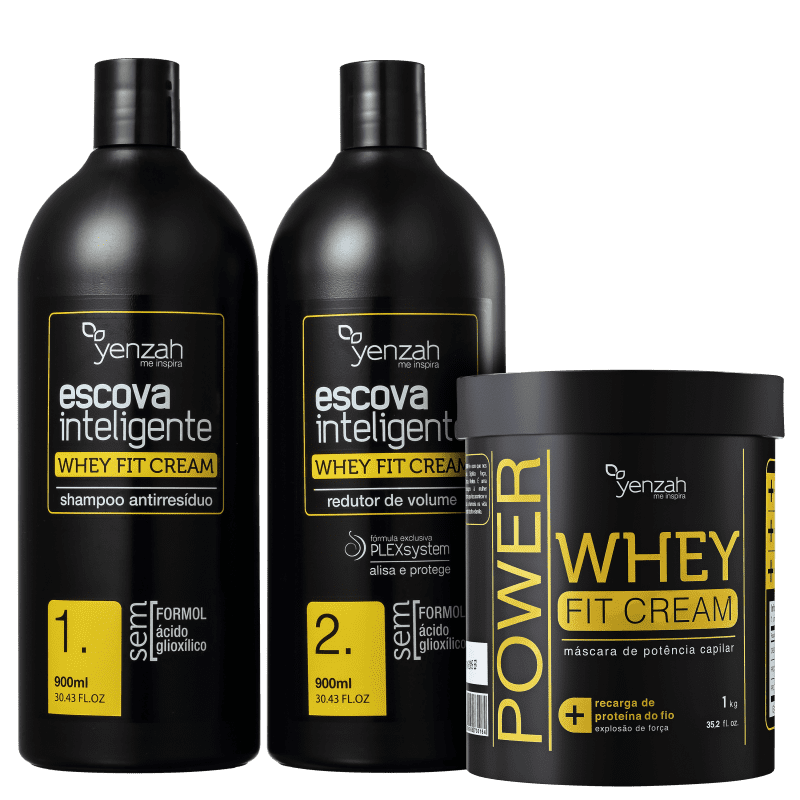 yenzah
me inspira
escova
inteligente
WHEY FIT CREAM
shampoo antirresíduo
1.
900ml
30.43 FL.OZ
sem
FORMOL
ácido
glioxílico
yenzah
me inspira
escova
inteligente
WHEY FIT CREAM
redutor de volume
fórmula exclusiva
PLEXsystem
alisa e protege
2.
900ml
30.43 FL.OZ
sem
FORMOL
ácido
glioxílico
POWER
yenzah
me inspira
WHEY
FIT CREAM
máscara de potência capilar
+ recarga de
proteína do fio
explosão de força
1 kg
35,2 fl. oz.